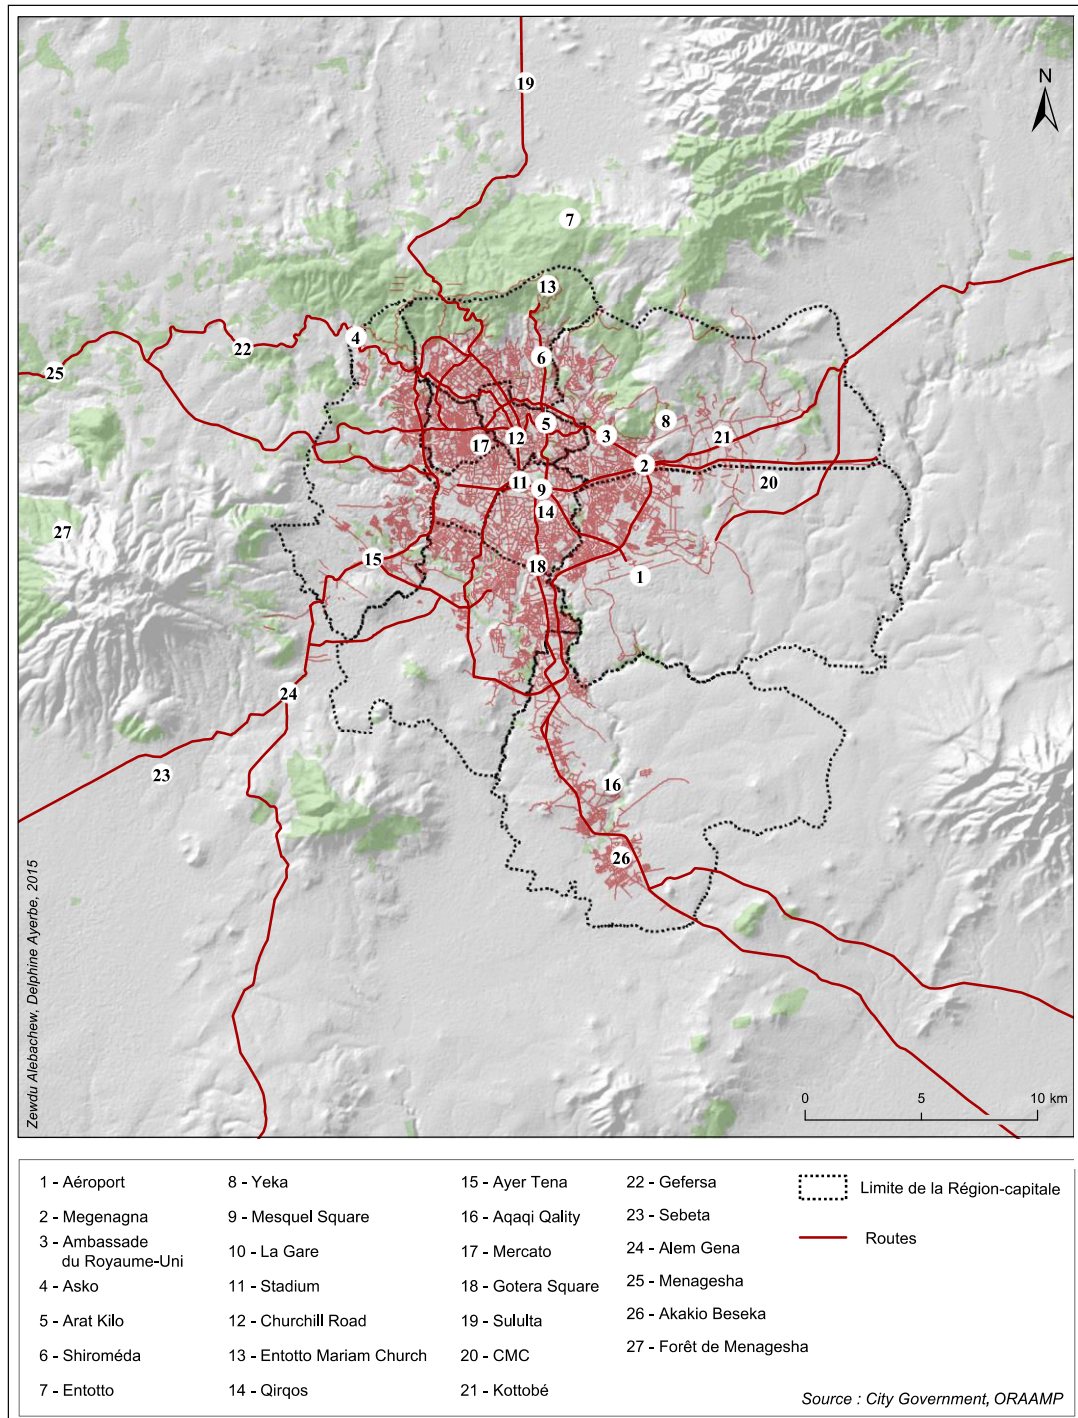 19
N
7
13
4
22
6
25
5
8
3
12
21
17
2
20
11
9
14
27
15
18
1
24
23
16
26
Zewdu Alebachew, Delphine Ayerbe, 2015
0 5 10 km
1 - Aéroport
2 - Megenagna
3 - Ambassade
du Royaume-Uni
4 - Asko
5 - Arat Kilo
6 - Shiroméda
7 - Entotto
8 - Yeka
9 - Mesquel Square
10 - La Gare
11 - Stadium
12 - Churchill Road
13 - Entotto Mariam Church
14 - Qirqos
15 - Ayer Tena
16 - Aqaqi Qality
17 - Mercato
18 - Gotera Square
19 - Sululta
20 - CMC
21 - Kottobé
22 - Gefersa
23 - Sebeta
24 - Alem Gena
25 - Menagesha
26 - Akakio Beseka
27 - Forêt de Menagesha
Limite de la Région-capitale
Routes
Source : City Government, ORAAMP